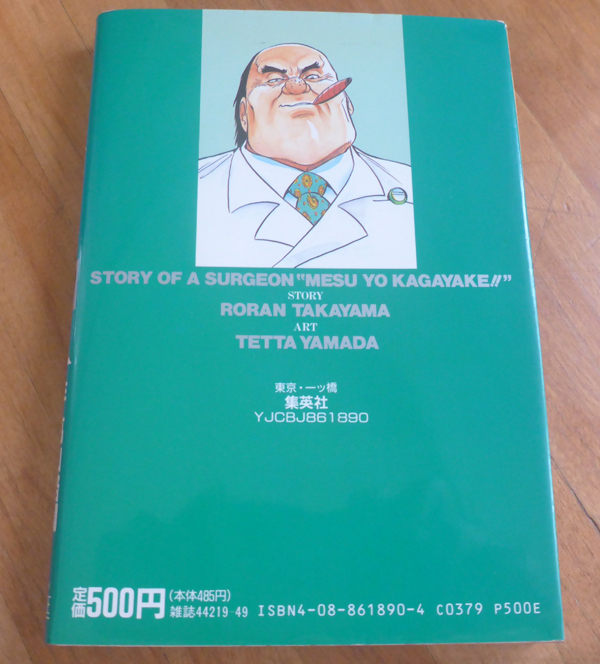 STORY OF A SURGEON "MESU YO KAGAYAKE!!"
STORY
RORAN TAKAYAMA
ART
TETTA YAMADA
東京・一ッ橋
集英社
YJCBJ861890
定価500円(本体485円)
雑誌44219-49 ISBN4-08-861890-4 C0379 P500E